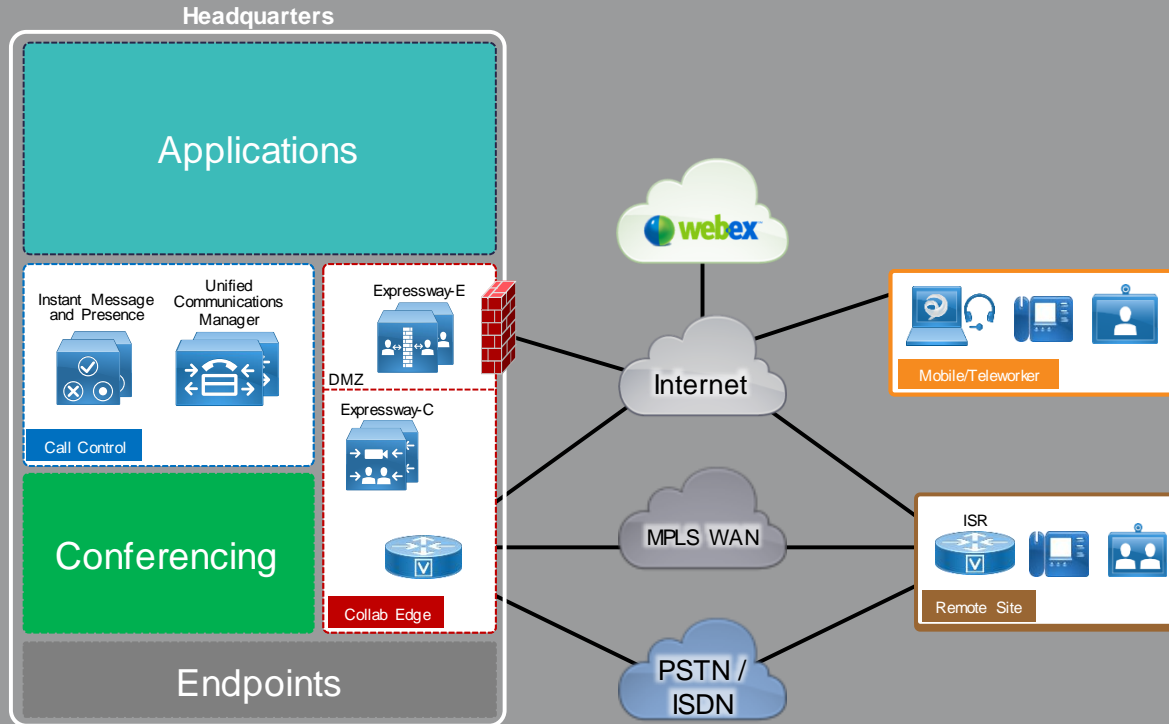 Headquarters
Applications
Instant Message
and Presence
Unified
Communications
Manager
Call Control
Expressway-E
DMZ
Expressway-C
V
Collab Edge
Conferencing
Endpoints
webex™
Internet
MPLS WAN
PSTN /
ISDN
Mobile/Teleworker
ISR
V
Remote Site